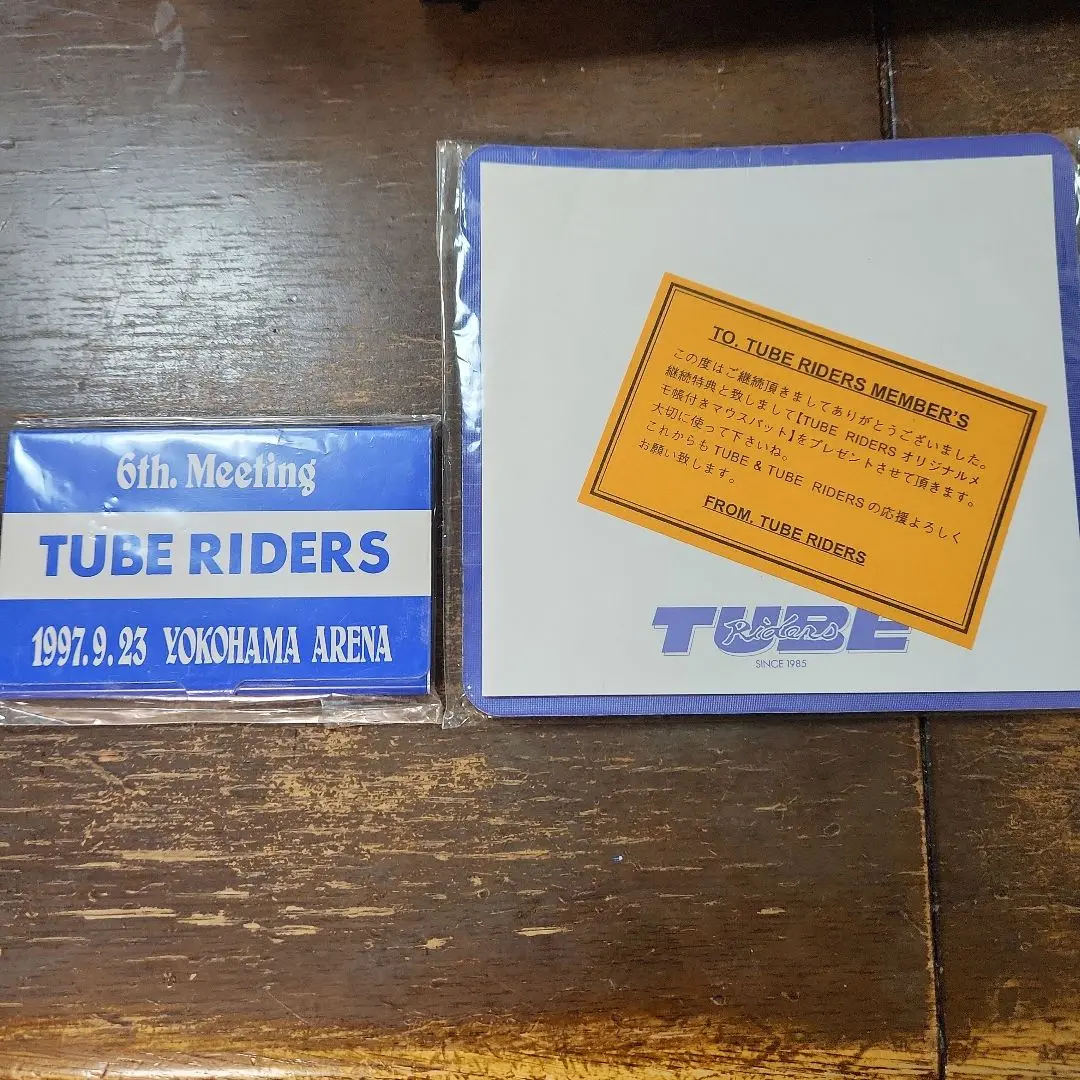 6th. Meeting
TUBE RIDERS
1997.9.23 YOKOHAMA ARENA
TO. TUBE RIDERS MEMBER'S
この度はご継続頂きましてありがとうございました。
継続特典と致しまして【TUBE RIDERS オリジナルメ
モ帳付きマウスパット】をプレゼントさせて頂きます。
大切に使って下さいね。
これからも TUBE & TUBE RIDERS の応援よろしく
お願い致します。
FROM. TUBE RIDERS
TUBE
Riders
SINCE 1985